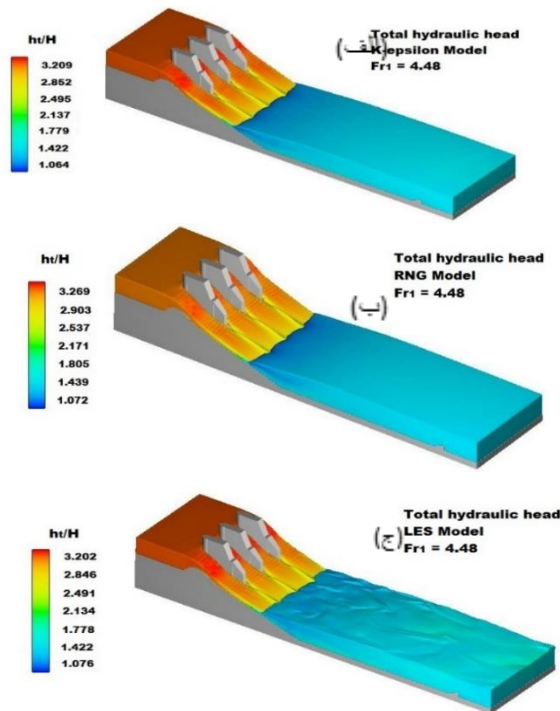 ht/H
3.209
2.852
2.495
2.137
1.779
1.422
1.064
(الف)
Total hydraulic head
K-epsilon Model
Fr1 = 4.48
ht/H
3.269
2.903
2.537
2.171
1.805
1.439
1.072
(ب)
Total hydraulic head
RNG Model
Fr1 = 4.48
ht/H
3.202
2.846
2.491
2.134
1.778
1.422
1.076
(ج)
Total hydraulic head
LES Model
Fr1 = 4.48